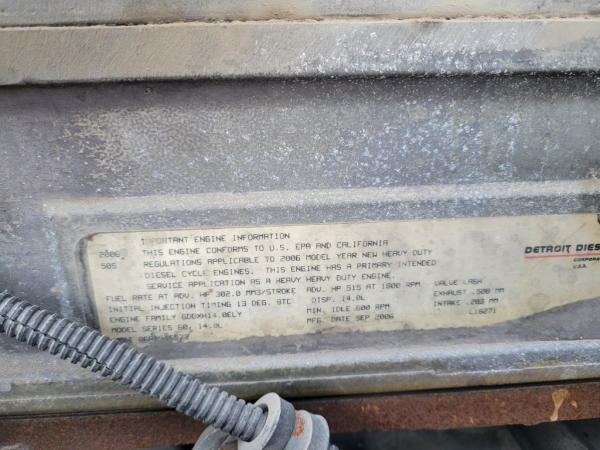 IMPORTANT ENGINE INFORMATION
2006 THIS ENGINE CONFORMS TO U.S. EPA AND CALIFORNIA
505 REGULATIONS APPLICABLE TO 2006 MODEL YEAR NEW HEAVY DUTY
DIESEL CYCLE ENGINES. THIS ENGINE HAS A PRIMARY INTENDED
SERVICE APPLICATION AS A HEAVY HEAVY DUTY ENGINE.
FUEL RATE AT ADV. HP 302.0 MM3/STROKE ADV. HP 515 AT 1800 RPM VALVE LASH
INITIAL INJECTION TIMING 13 DEG. BTC DISP. 14.0L EXHAUST .508 MM
ENGINE FAMILY 6DDXH14.0ELY MIN. IDLE 600 RPM INTAKE .203 MM
MODEL SERIES 60, 14.0L MFG. DATE SEP 2006 L16271
DETROIT DIES
CORPORA
U.S.A.